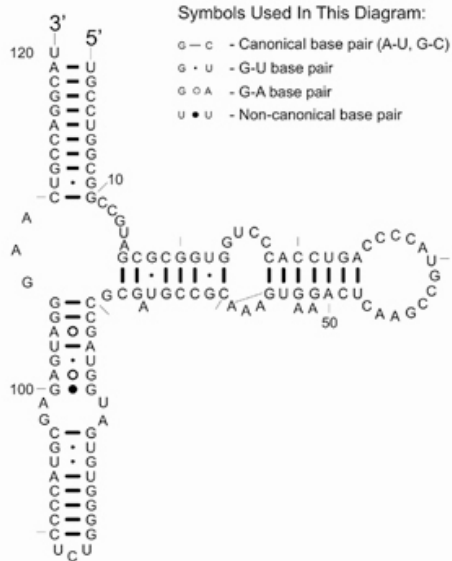 Symbols Used In This Diagram:
G — C - Canonical base pair (A-U, G-C)
G · U - G-U base pair
G o A - G-A base pair
U ● U - Non-canonical base pair
3' 5'
120
U
A U
C G
G C
G C
A U
C G
C G
G C
U G
C G
10
C C G U A
A A G
G C G C G G U G G U C C C A C C U G A C C C C A U G C C G A A C U
C G A U G C C G C A A A G U G A A G A C
50
G
G C
G C
A G
U A
G U
A G
100 G G
A U
G A
C G
G U
U G
A U
C G
C G
C G
C G
U C U